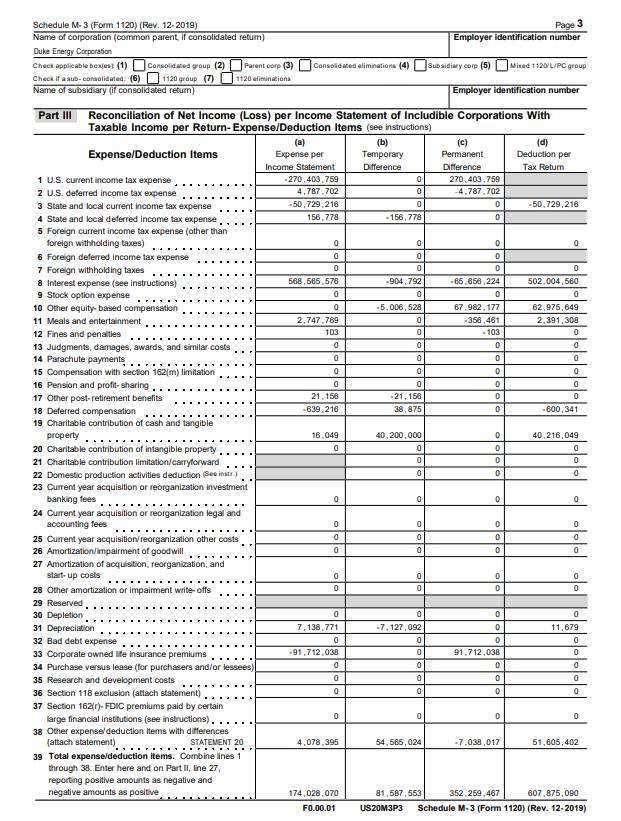 Schedule M-3 (Form 1120) (Rev. 12-2019) Page 3
Name of corporation (common parent, if consolidated return) Employer identification number
Duke Energy Corporation
Check applicable box(es) (1) Consolidated group (2) Parent corp (3) Consolidated eliminations (4) Subsidiary corp (5) Mixed 1120/L/PC group
Check if a sub-consolidated: (6) 1120 group (7) 1120 eliminations
Name of subsidiary (if consolidated return) Employer identification number
Part III Reconciliation of Net Income (Loss) per Income Statement of Includible Corporations With
Taxable Income per Return-Expense/Deduction Items (see instructions)
Expense/Deduction Items (a) Expense per Income Statement (b) Temporary Difference (c) Permanent Difference (d) Deduction per Tax Return
1 U.S. current income tax expense -270,403,759 0 270,403,759
2 U.S. deferred income tax expense 4,787,702 0 -4,787,702
3 State and local current income tax expense -50,729,216 0 0 -50,729,216
4 State and local deferred income tax expense 156,778 -156,778 0
5 Foreign current income tax expense (other than
foreign withholding taxes) 0 0 0 0
6 Foreign deferred income tax expense 0 0 0
7 Foreign withholding taxes 0 0 0 0
8 Interest expense (see instructions) 568,565,576 -904,792 -65,656,224 502,004,560
9 Stock option expense 0 0 0 0
10 Other equity-based compensation 0 -5,006,528 67,982,177 62,975,649
11 Meals and entertainment 2,747,769 0 -356,461 2,391,308
12 Fines and penalties 103 0 -103 0
13 Judgments, damages, awards, and similar costs 0 0 0 0
14 Parachute payments 0 0 0 0
15 Compensation with section 162(m) limitation 0 0 0 0
16 Pension and profit-sharing 0 0 0 0
17 Other post-retirement benefits 21,156 -21,156 0 0
18 Deferred compensation -639,216 38,875 0 -600,341
19 Charitable contribution of cash and tangible
property 16,049 40,200,000 0 40,216,049
20 Charitable contribution of intangible property 0 0 0 0
21 Charitable contribution limitation/carryforward 0 0 0
22 Domestic production activities deduction (See instr.) 0 0 0
23 Current year acquisition or reorganization investment
banking fees 0 0 0 0
24 Current year acquisition or reorganization legal and
accounting fees 0 0 0 0
25 Current year acquisition/reorganization other costs 0 0 0 0
26 Amortization/impairment of goodwill 0 0 0 0
27 Amortization of acquisition, reorganization, and
start-up costs 0 0 0 0
28 Other amortization or impairment write-offs 0 0 0 0
29 Reserved
30 Depletion 0 0 0 0
31 Depreciation 7,138,771 -7,127,092 0 11,679
32 Bad debt expense 0 0 0 0
33 Corporate owned life insurance premiums -91,712,038 0 91,712,038 0
34 Purchase versus lease (for purchasers and/or lessees) 0 0 0 0
35 Research and development costs 0 0 0 0
36 Section 118 exclusion (attach statement) 0 0 0 0
37 Section 162(r)-FDIC premiums paid by certain
large financial institutions (see instructions) 0 0 0 0
38 Other expense/deduction items with differences
(attach statement) STATEMENT 20 4,078,395 54,565,024 -7,038,017 51,605,402
39 Total expense/deduction items. Combine lines 1
through 38. Enter here and on Part II, line 27,
reporting positive amounts as negative and
negative amounts as positive 174,028,070 81,587,553 352,259,467 607,875,090
F0.00.01 US20M3P3 Schedule M-3 (Form 1120) (Rev. 12-2019)